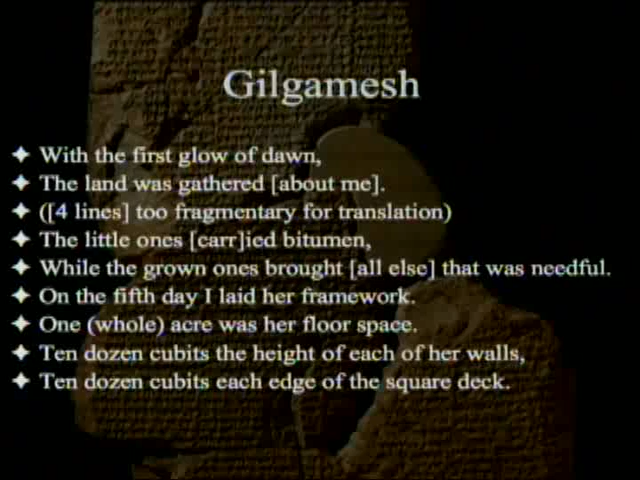 Gilgamesh
✦ With the first glow of dawn,
✦ The land was gathered [about me].
✦ ([4 lines] too fragmentary for translation)
✦ The little ones [carr]ied bitumen,
✦ While the grown ones brought [all else] that was needful.
✦ On the fifth day I laid her framework.
✦ One (whole) acre was her floor space.
✦ Ten dozen cubits the height of each of her walls,
✦ Ten dozen cubits each edge of the square deck.